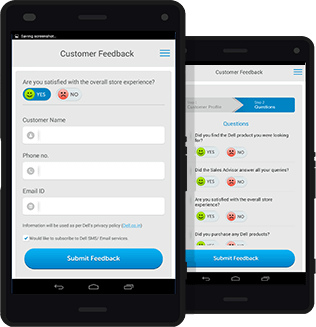 Saving screenshot...
Customer Feedback
Are you satisfied with the overall store experience?
YES
NO
Customer Name
Phone no.
Email ID
Information will be used as per Dell's privacy policy (Dell.co.in)
Would like to subscribe to Dell SMS/ Email services.
Submit Feedback
Customer Feedback
Step 1
Customer Profile
Step 2
Questions
Questions
Did you find the Dell product you were looking for?
YES
NO
Did the Sales Advisor answer all your queries?
YES
NO
Are you satisfied with the overall store experience?
YES
NO
Did you purchase any Dell products?
YES
NO
Submit Feedback